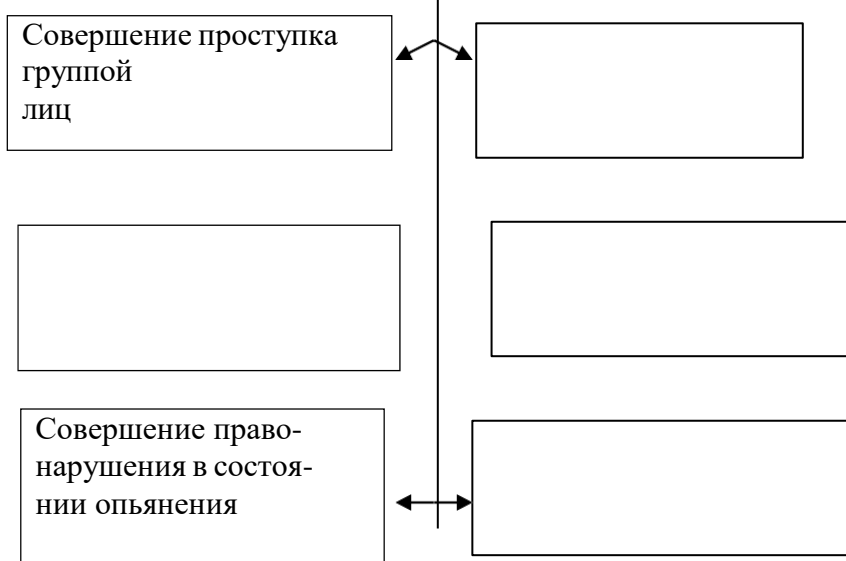 Совершение проступка
группой
лиц
Совершение право-
нарушения в состоя-
нии опьянения